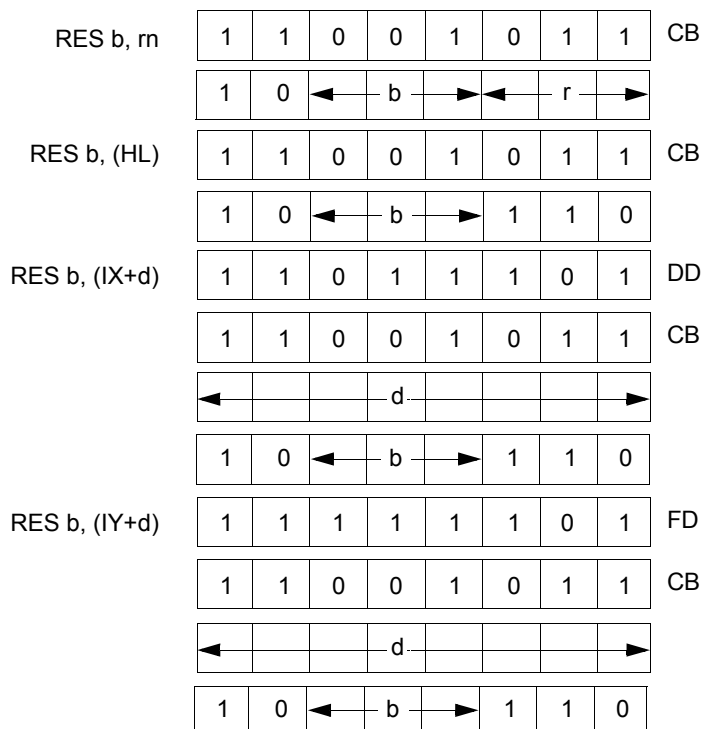 RES b, rn 1 1 0 0 1 0 1 1 CB
1 0 b r
RES b, (HL) 1 1 0 0 1 0 1 1 CB
1 0 b 1 1 0
RES b, (IX+d) 1 1 0 1 1 1 0 1 DD
1 1 0 0 1 0 1 1 CB
d
1 0 b 1 1 0
RES b, (IY+d) 1 1 1 1 1 1 0 1 FD
1 1 0 0 1 0 1 1 CB
d
1 0 b 1 1 0